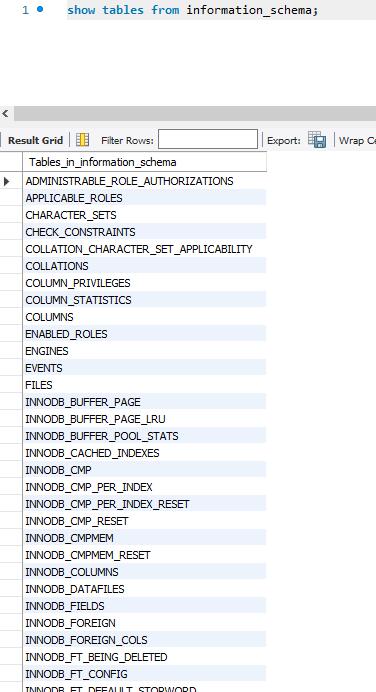 1 show tables from information_schema;
Result Grid Filter Rows: Export: Wrap Ce
Tables_in_information_schema
ADMINISTRABLE_ROLE_AUTHORIZATIONS
APPLICABLE_ROLES
CHARACTER_SETS
CHECK_CONSTRAINTS
COLLATION_CHARACTER_SET_APPLICABILITY
COLLATIONS
COLUMN_PRIVILEGES
COLUMN_STATISTICS
COLUMNS
ENABLED_ROLES
ENGINES
EVENTS
FILES
INNODB_BUFFER_PAGE
INNODB_BUFFER_PAGE_LRU
INNODB_BUFFER_POOL_STATS
INNODB_CACHED_INDEXES
INNODB_CMP
INNODB_CMP_PER_INDEX
INNODB_CMP_PER_INDEX_RESET
INNODB_CMP_RESET
INNODB_CMPMEM
INNODB_CMPMEM_RESET
INNODB_COLUMNS
INNODB_DATAFILES
INNODB_FIELDS
INNODB_FOREIGN
INNODB_FOREIGN_COLS
INNODB_FT_BEING_DELETED
INNODB_FT_CONFIG
INNODB_FT_DEFAULT_STOPWORD